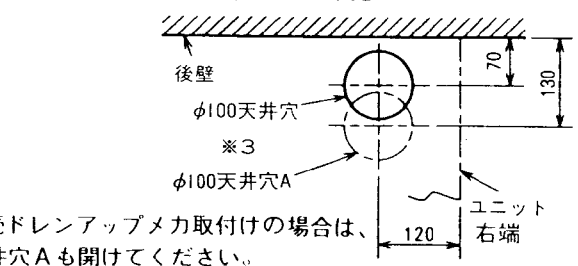 後壁
70
130
φ100天井穴
※3
φ100天井穴A
ユニット
右端
120
ドレンアップメカ取付けの場合は、
井穴Aも開けてください。